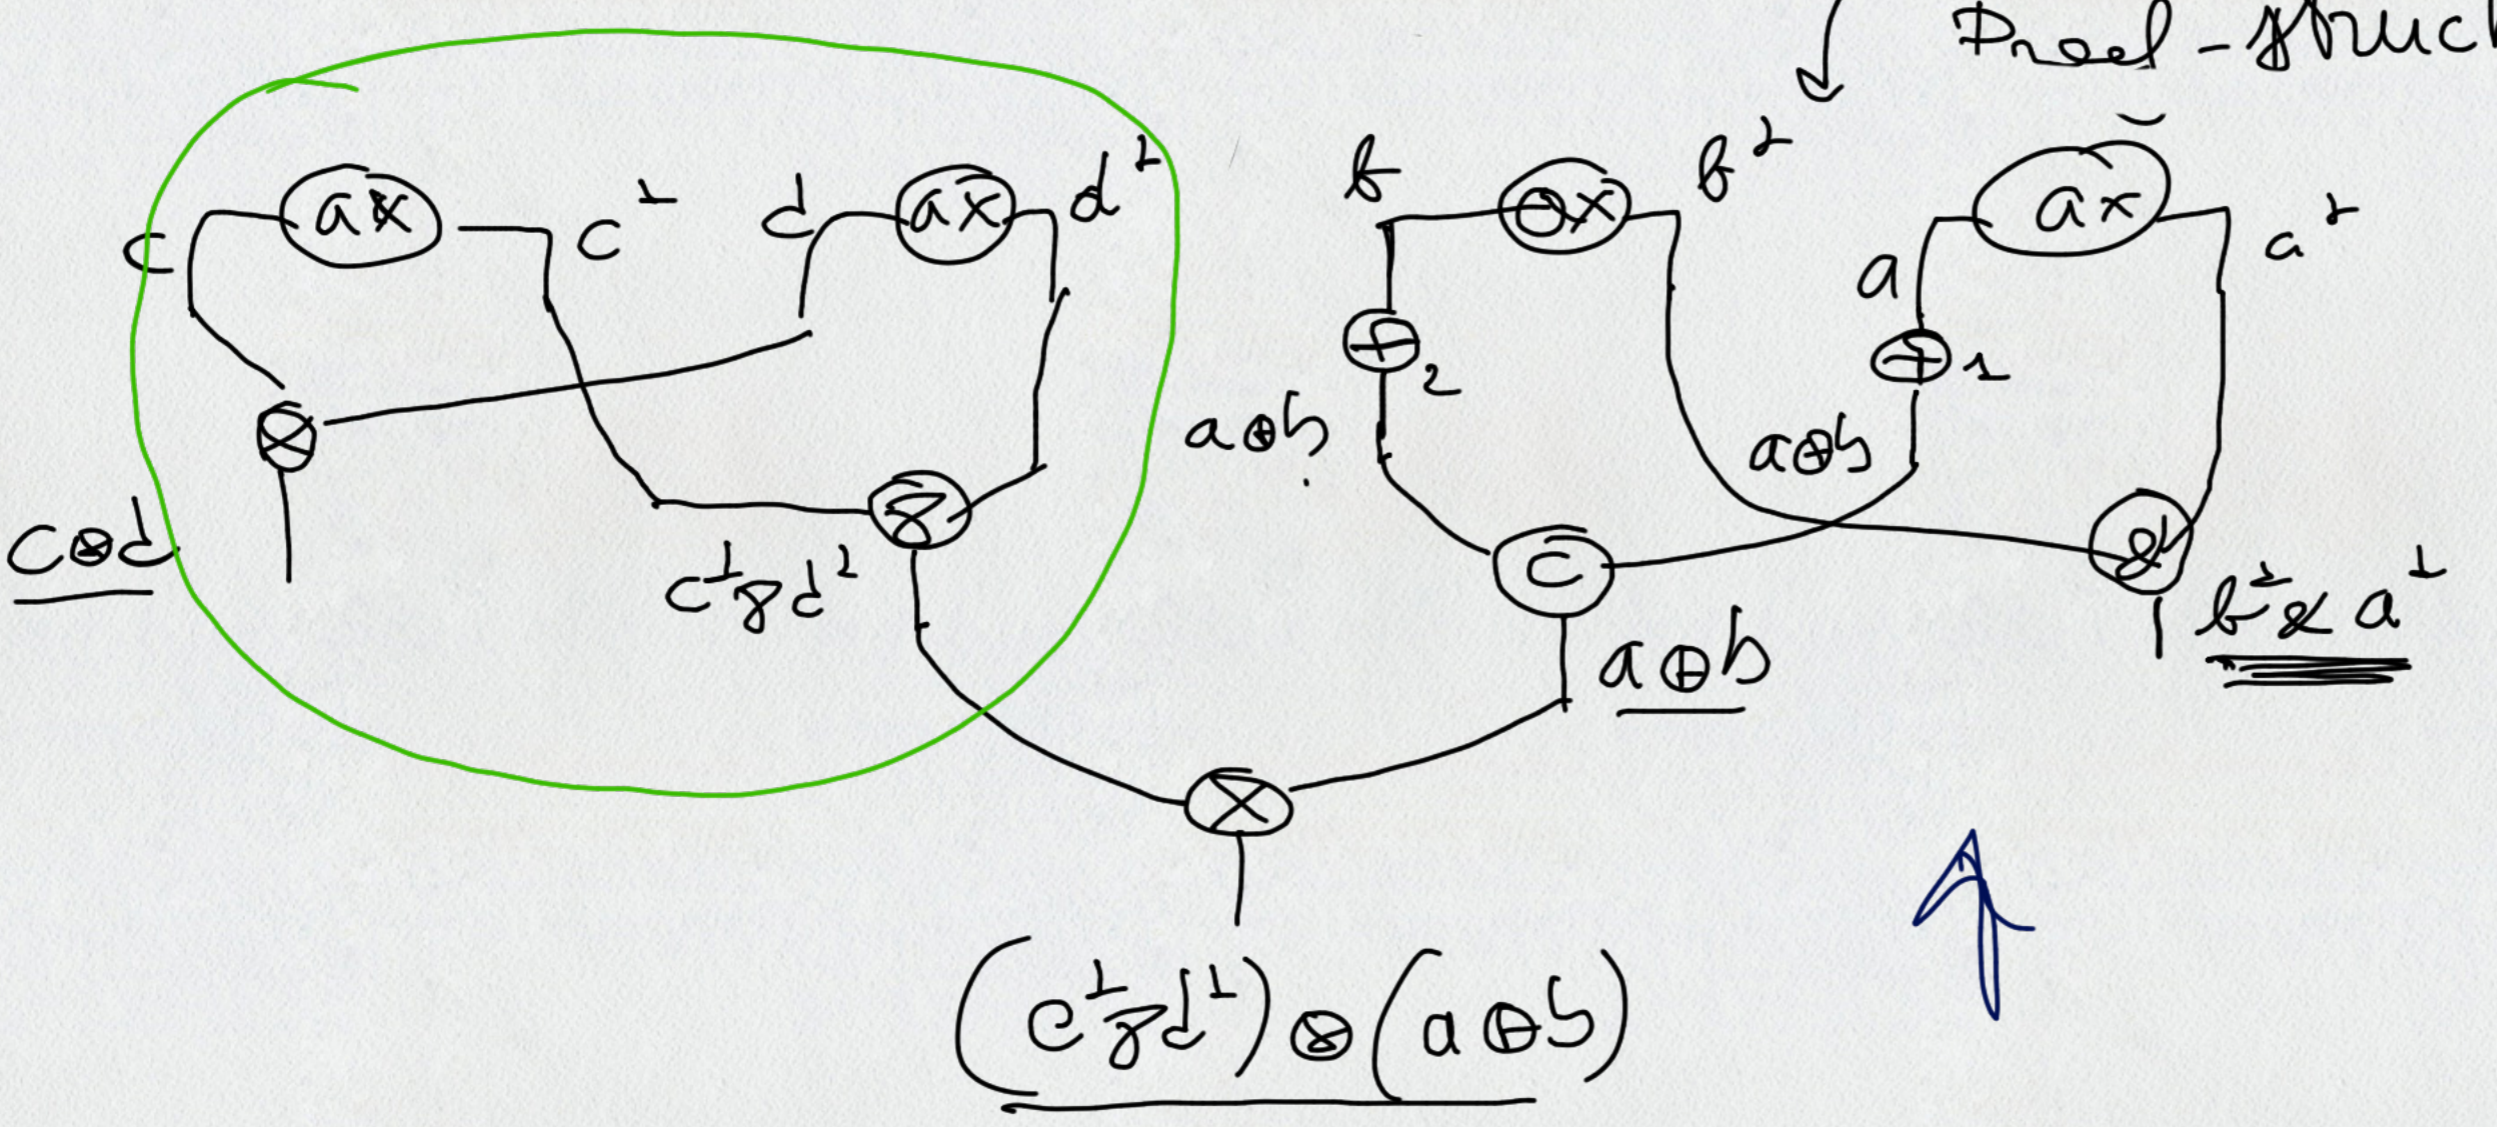 Proof-struc
c ax c⊥ d ax d⊥ b ax b⊥ a ax a⊥
⊗ ⊕2 ⊕1
a⊕b a⊕b
c⊗d ⅋ C &
c⊥⅋d⊥ b⊥&a⊥
a⊕b
⊗
(c⊥⅋d⊥)⊗(a⊕b)